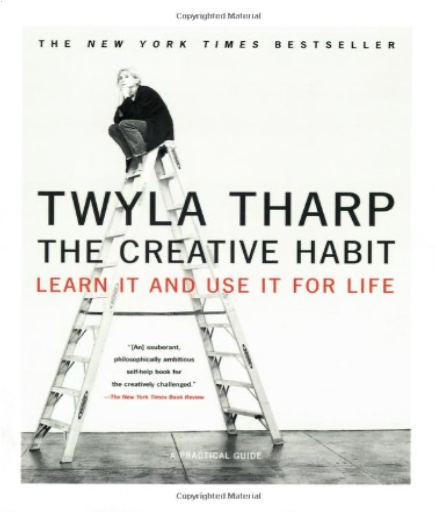 Copyrighted Material
THE NEW YORK TIMES BESTSELLER
TWYLA THARP
THE CREATIVE HABIT
LEARN IT AND USE IT FOR LIFE
"[An] exuberant,
philosophically ambitious
self-help book for
the creatively challenged."
—The New York Times Book Review
A PRACTICAL GUIDE
Copyrighted Material